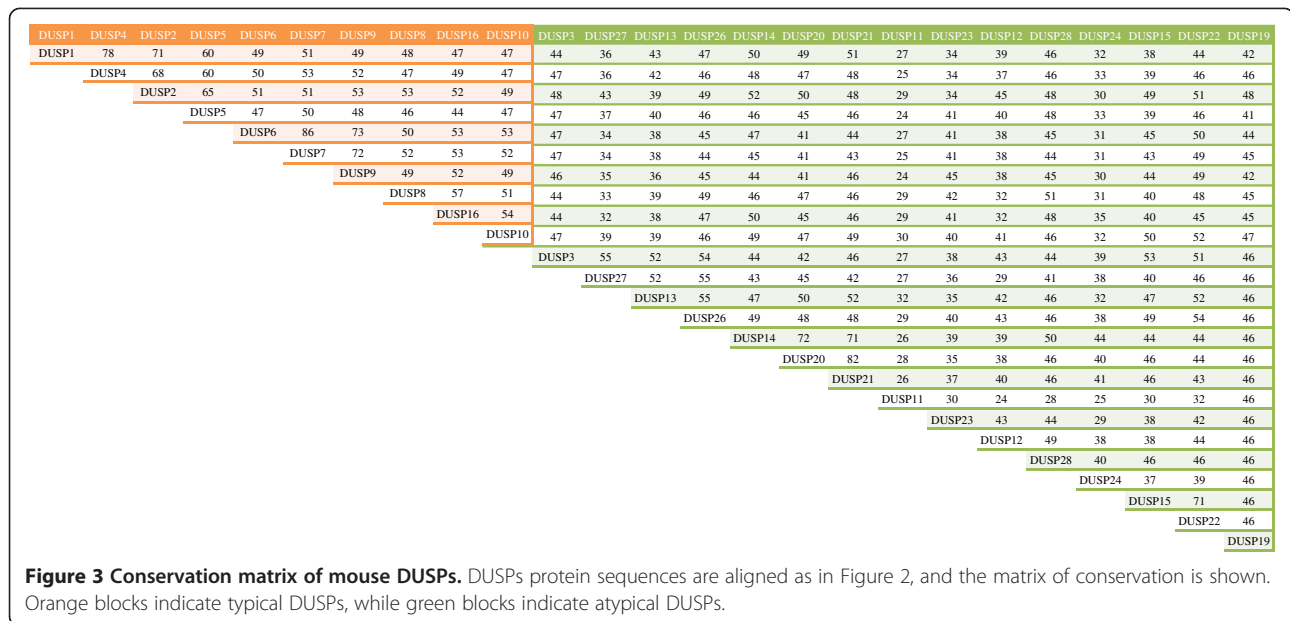 DUSP1 DUSP4 DUSP2 DUSP5 DUSP6 DUSP7 DUSP9 DUSP8 DUSP16 DUSP10 DUSP3 DUSP27 DUSP13 DUSP26 DUSP14 DUSP20 DUSP21 DUSP11 DUSP23 DUSP12 DUSP28 DUSP24 DUSP15 DUSP22 DUSP19
DUSP1 78 71 60 49 51 49 48 47 47 44 36 43 47 50 49 51 27 34 39 46 32 38 44 42
DUSP4 68 60 50 53 52 47 49 47 47 36 42 46 48 47 48 25 34 37 46 33 39 46 46
DUSP2 65 51 51 53 53 52 49 48 43 39 49 52 50 48 29 34 45 48 30 49 51 48
DUSP5 47 50 48 46 44 47 47 37 40 46 46 45 46 24 41 40 48 33 39 46 41
DUSP6 86 73 50 53 53 47 34 38 45 47 41 44 27 41 38 45 31 45 50 44
DUSP7 72 52 53 52 47 34 38 44 45 41 43 25 41 38 44 31 43 49 45
DUSP9 49 52 49 46 35 36 45 44 41 46 24 45 38 45 30 44 49 42
DUSP8 57 51 44 33 39 49 46 47 46 29 42 32 51 31 40 48 45
DUSP16 54 44 32 38 47 50 45 46 29 41 32 48 35 40 45 45
DUSP10 47 39 39 46 49 47 49 30 40 41 46 32 50 52 47
DUSP3 55 52 54 44 42 46 27 38 43 44 39 53 51 46
DUSP27 52 55 43 45 42 27 36 29 41 38 40 46 46
DUSP13 55 47 50 52 32 35 42 46 32 47 52 46
DUSP26 49 48 48 29 40 43 46 38 49 54 46
DUSP14 72 71 26 39 39 50 44 44 44 46
DUSP20 82 28 35 38 46 40 46 44 46
DUSP21 26 37 40 46 41 46 43 46
DUSP11 30 24 28 25 30 32 46
DUSP23 43 44 29 38 42 46
DUSP12 49 38 38 44 46
DUSP28 40 46 46 46
DUSP24 37 39 46
DUSP15 71 46
DUSP22 46
DUSP19
Figure 3 Conservation matrix of mouse DUSPs. DUSPs protein sequences are aligned as in Figure 2, and the matrix of conservation is shown.
Orange blocks indicate typical DUSPs, while green blocks indicate atypical DUSPs.